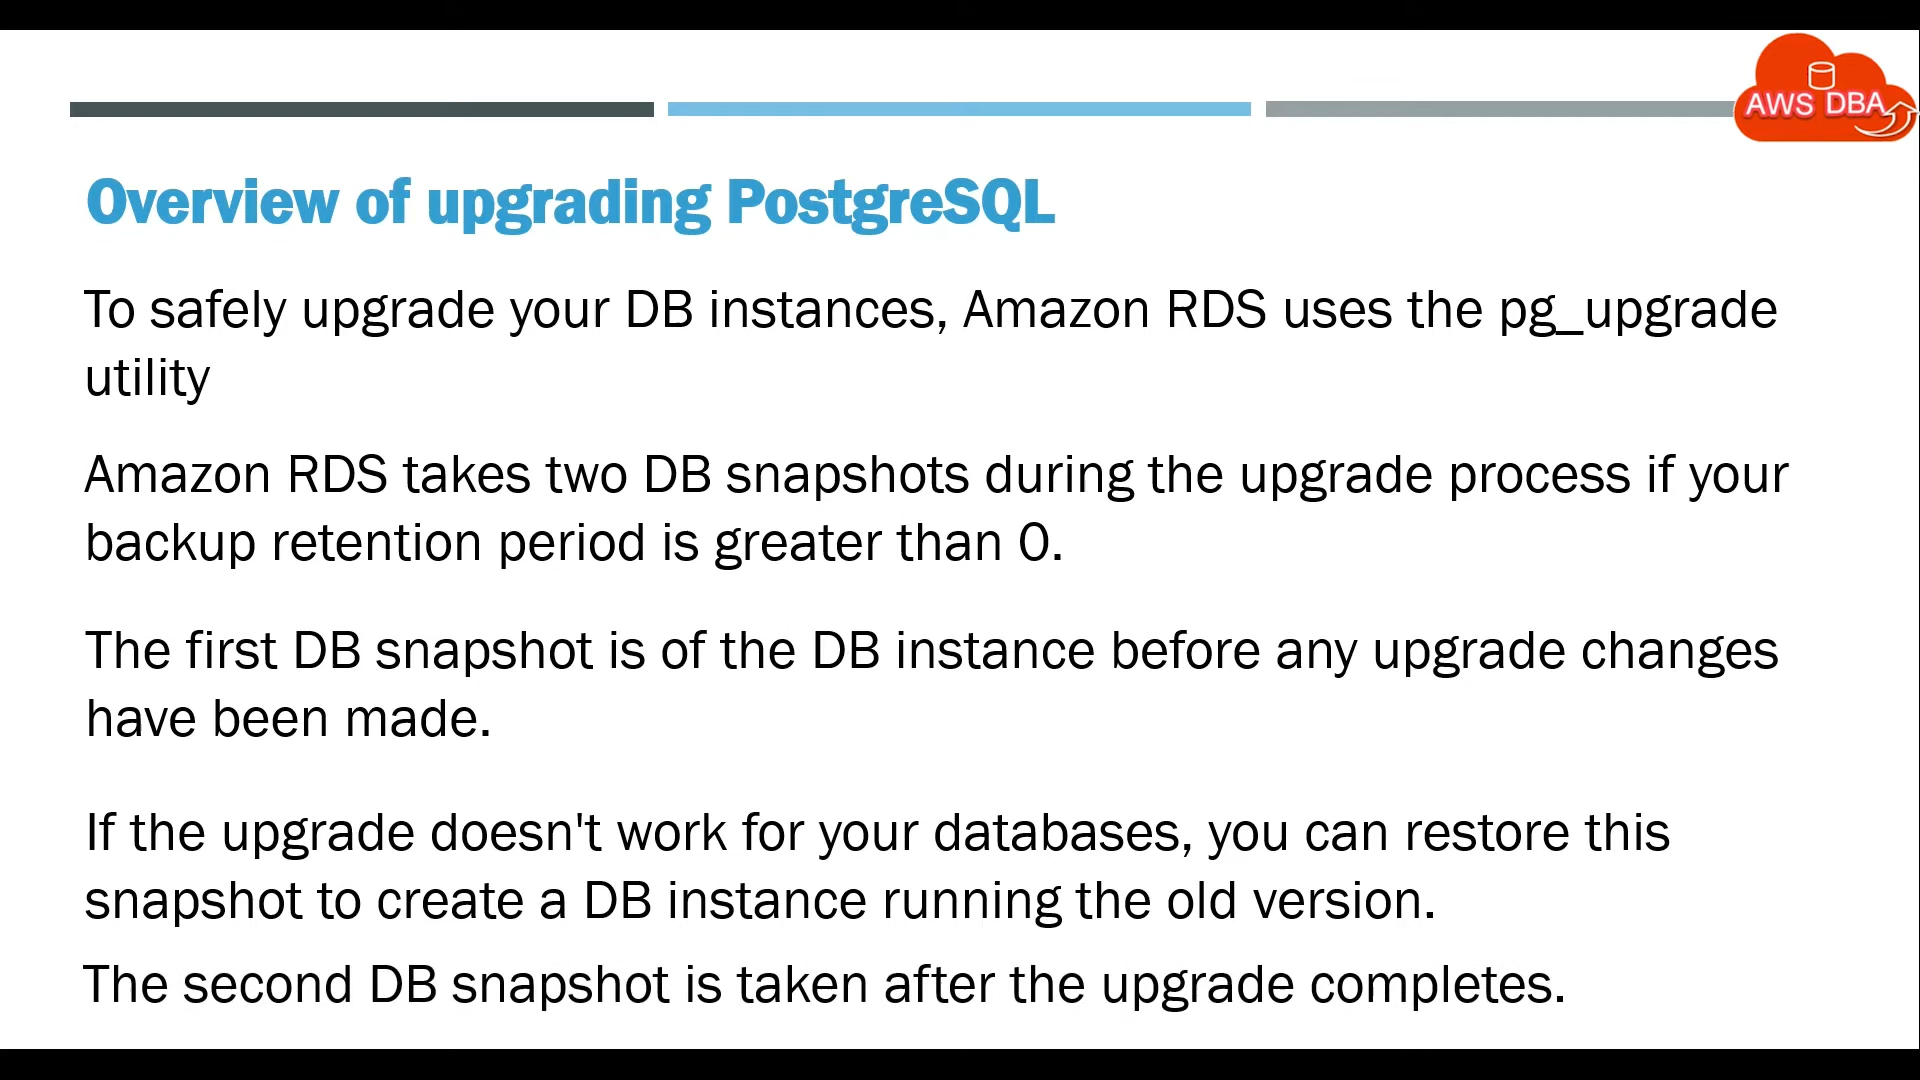 AWS DBA
Overview of upgrading PostgreSQL
To safely upgrade your DB instances, Amazon RDS uses the pg_upgrade
utility
Amazon RDS takes two DB snapshots during the upgrade process if your
backup retention period is greater than 0.
The first DB snapshot is of the DB instance before any upgrade changes
have been made.
If the upgrade doesn't work for your databases, you can restore this
snapshot to create a DB instance running the old version.
The second DB snapshot is taken after the upgrade completes.